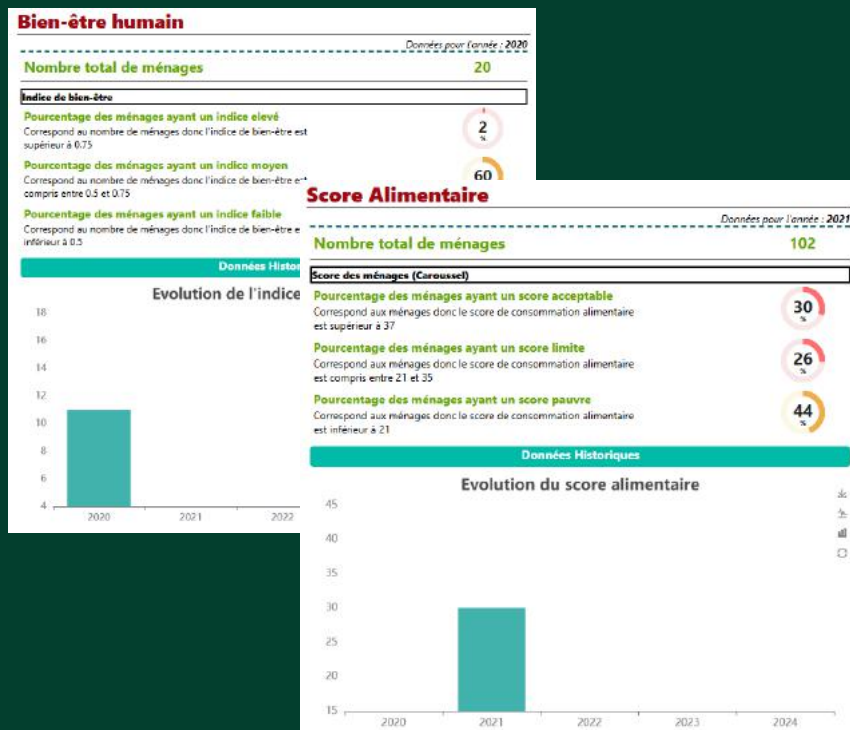 Bien-être humain
Données pour l'année : 2020
Nombre total de ménages 20
Indice de bien-être
Pourcentage des ménages ayant un indice elevé
Correspond au nombre de ménages donc l'indice de bien-être est
supérieur à 0.75
2
%
Pourcentage des ménages ayant un indice moyen
Correspond au nombre de ménages donc l'indice de bien-être
compris entre 0.5 et 0.75
60
Pourcentage des ménages ayant un indice faible
Correspond au nombre de ménages donc l'indice de bien-être e
inférieur à 0.5
Données Histor
Evolution de l'indice
18
16
14
12
10
8
6
4
2020 2021 2022
Score Alimentaire
Données pour l'année : 2021
Nombre total de ménages 102
Score des ménages (Caroussel)
Pourcentage des ménages ayant un score acceptable
Correspond aux ménages donc le score de consommation alimentaire
est supérieur à 37
30
%
Pourcentage des ménages ayant un score limite
Correspond aux ménages donc le score de consommation alimentaire
est compris entre 21 et 35
26
%
Pourcentage des ménages ayant un score pauvre
Correspond aux ménages donc le score de consommation alimentaire
est inférieur à 21
44
%
Données Historiques
Evolution du score alimentaire
45
40
35
30
25
20
15
2020 2021 2022 2023 2024